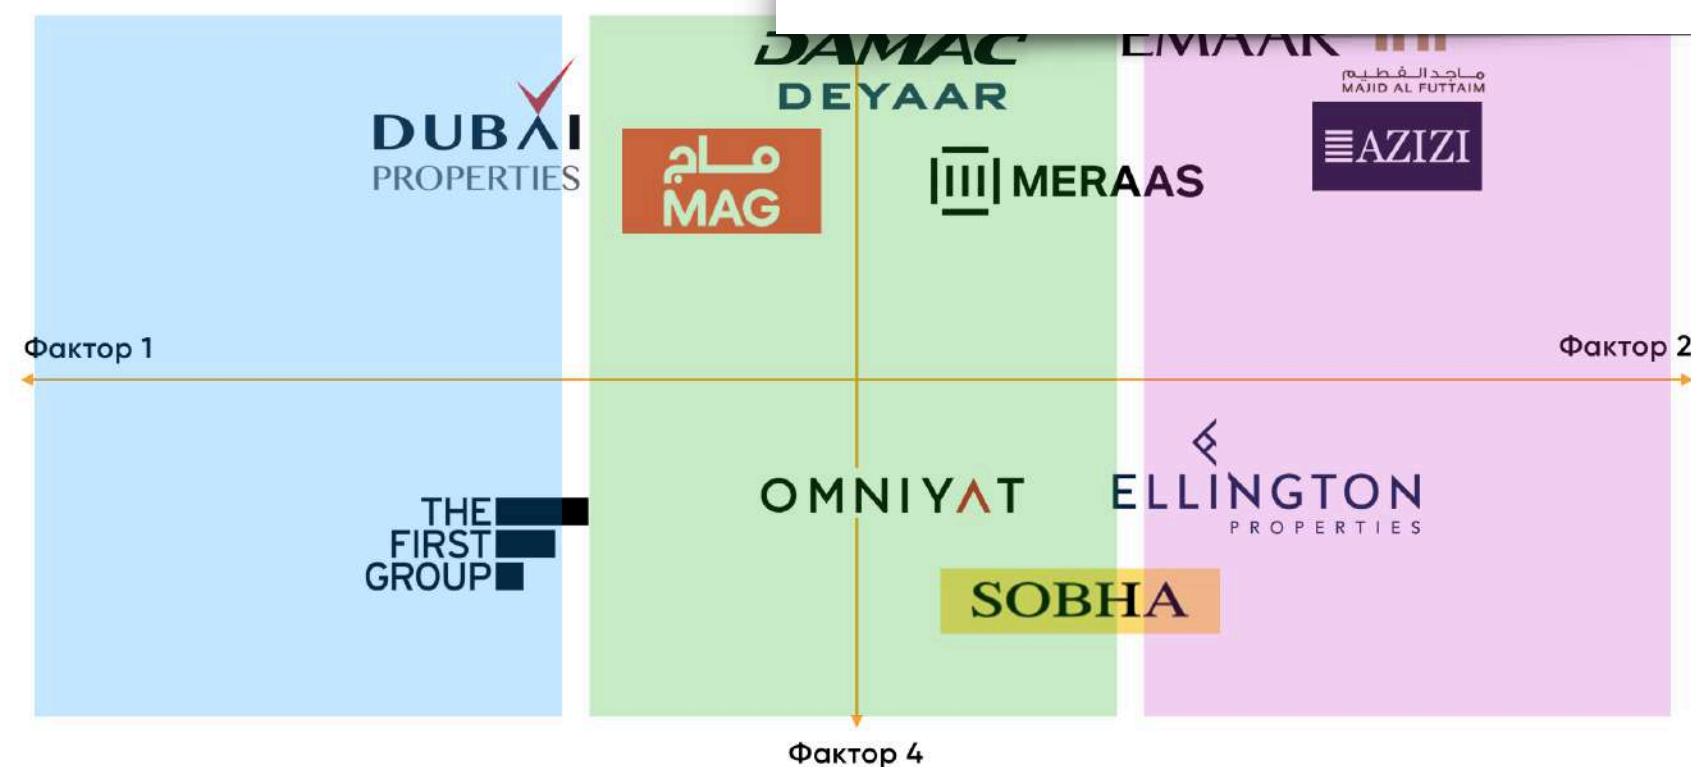 DAMAC
EMAAR
DEYAAR
ماجد الفطيم
MAJID AL FUTTAIM
DUBAI
PROPERTIES
ماج
MAG
MERAAS
AZIZI
Фактор 1
Фактор 2
OMNIYAT
ELLINGTON
PROPERTIES
THE
FIRST
GROUP
SOBHA
Фактор 4